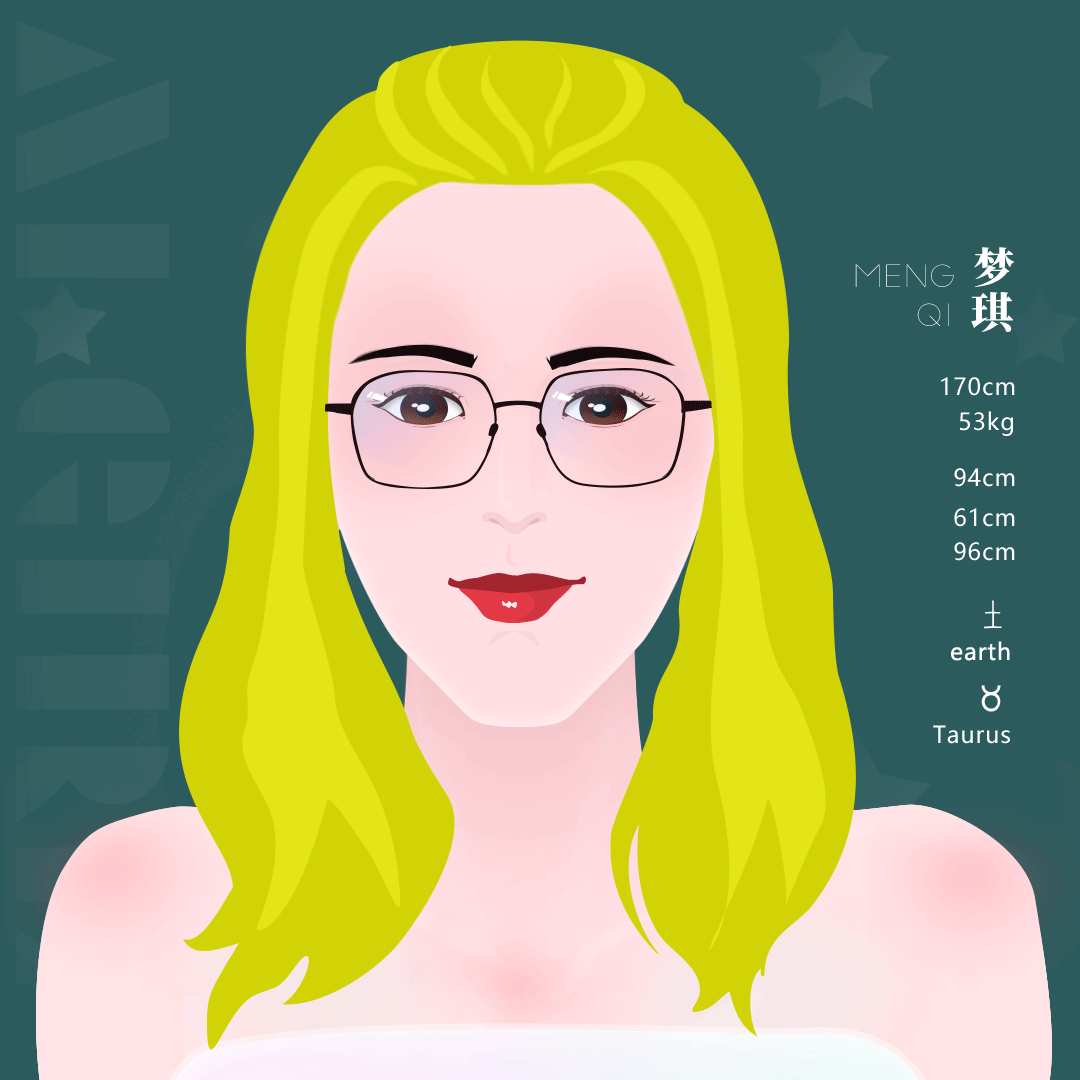 MENG
QI
梦
琪
170cm
53kg
94cm
61cm
96cm
土
earth
♉
Taurus